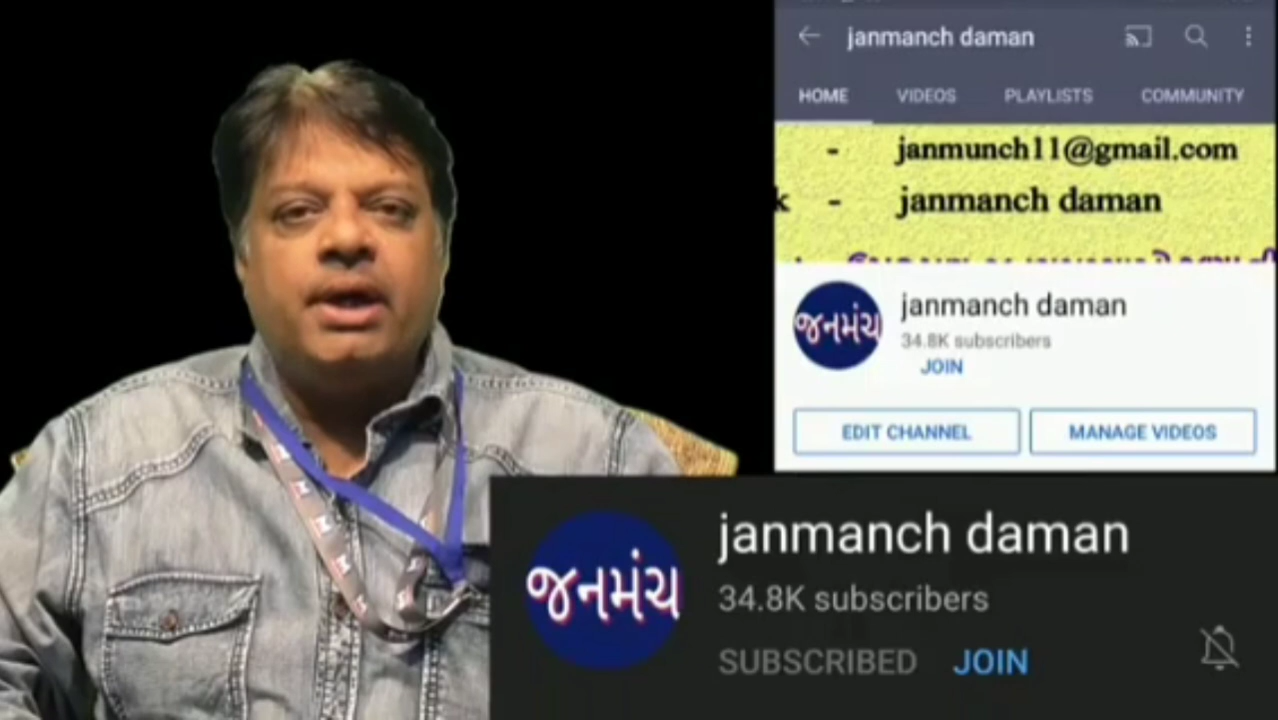 janmanch daman
HOME VIDEOS PLAYLISTS COMMUNITY
- janmunch11@gmail.com
k - janmanch daman
જનમંચ
janmanch daman
34.8K subscribers
JOIN
EDIT CHANNEL MANAGE VIDEOS
જનમંચ
janmanch daman
34.8K subscribers
SUBSCRIBED JOIN